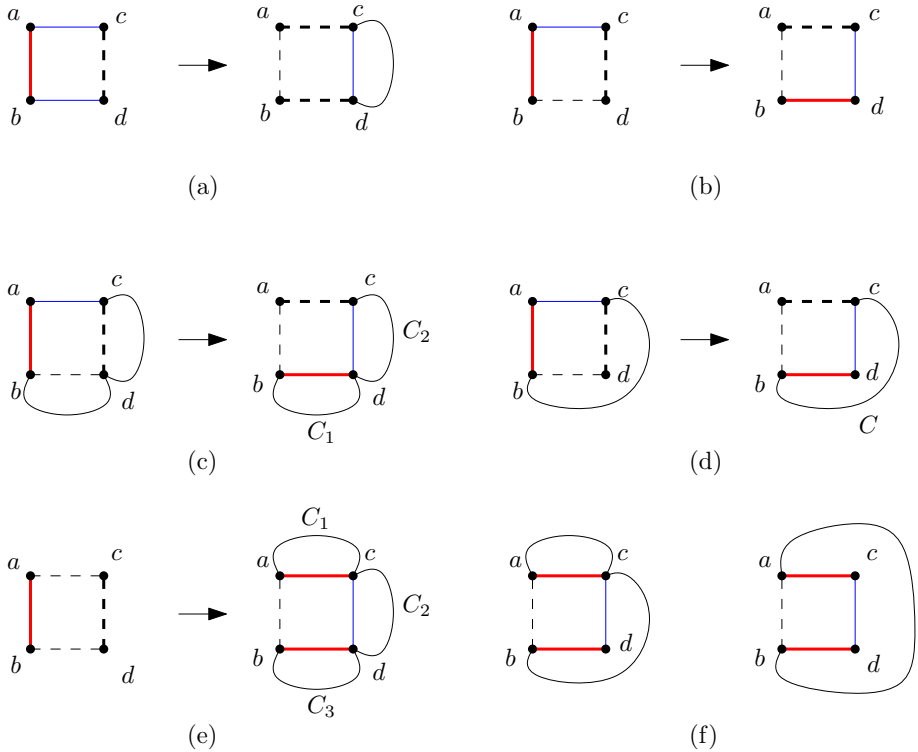 a c c a c c
b d b d b d d
(a) (b)
a c a c a c a c
C₂
b d b d b d b d
C₁ C
(c) (d)
C₁
a c a c a c a c
C₂
b d b d b d b d
C₃
(e) (f)